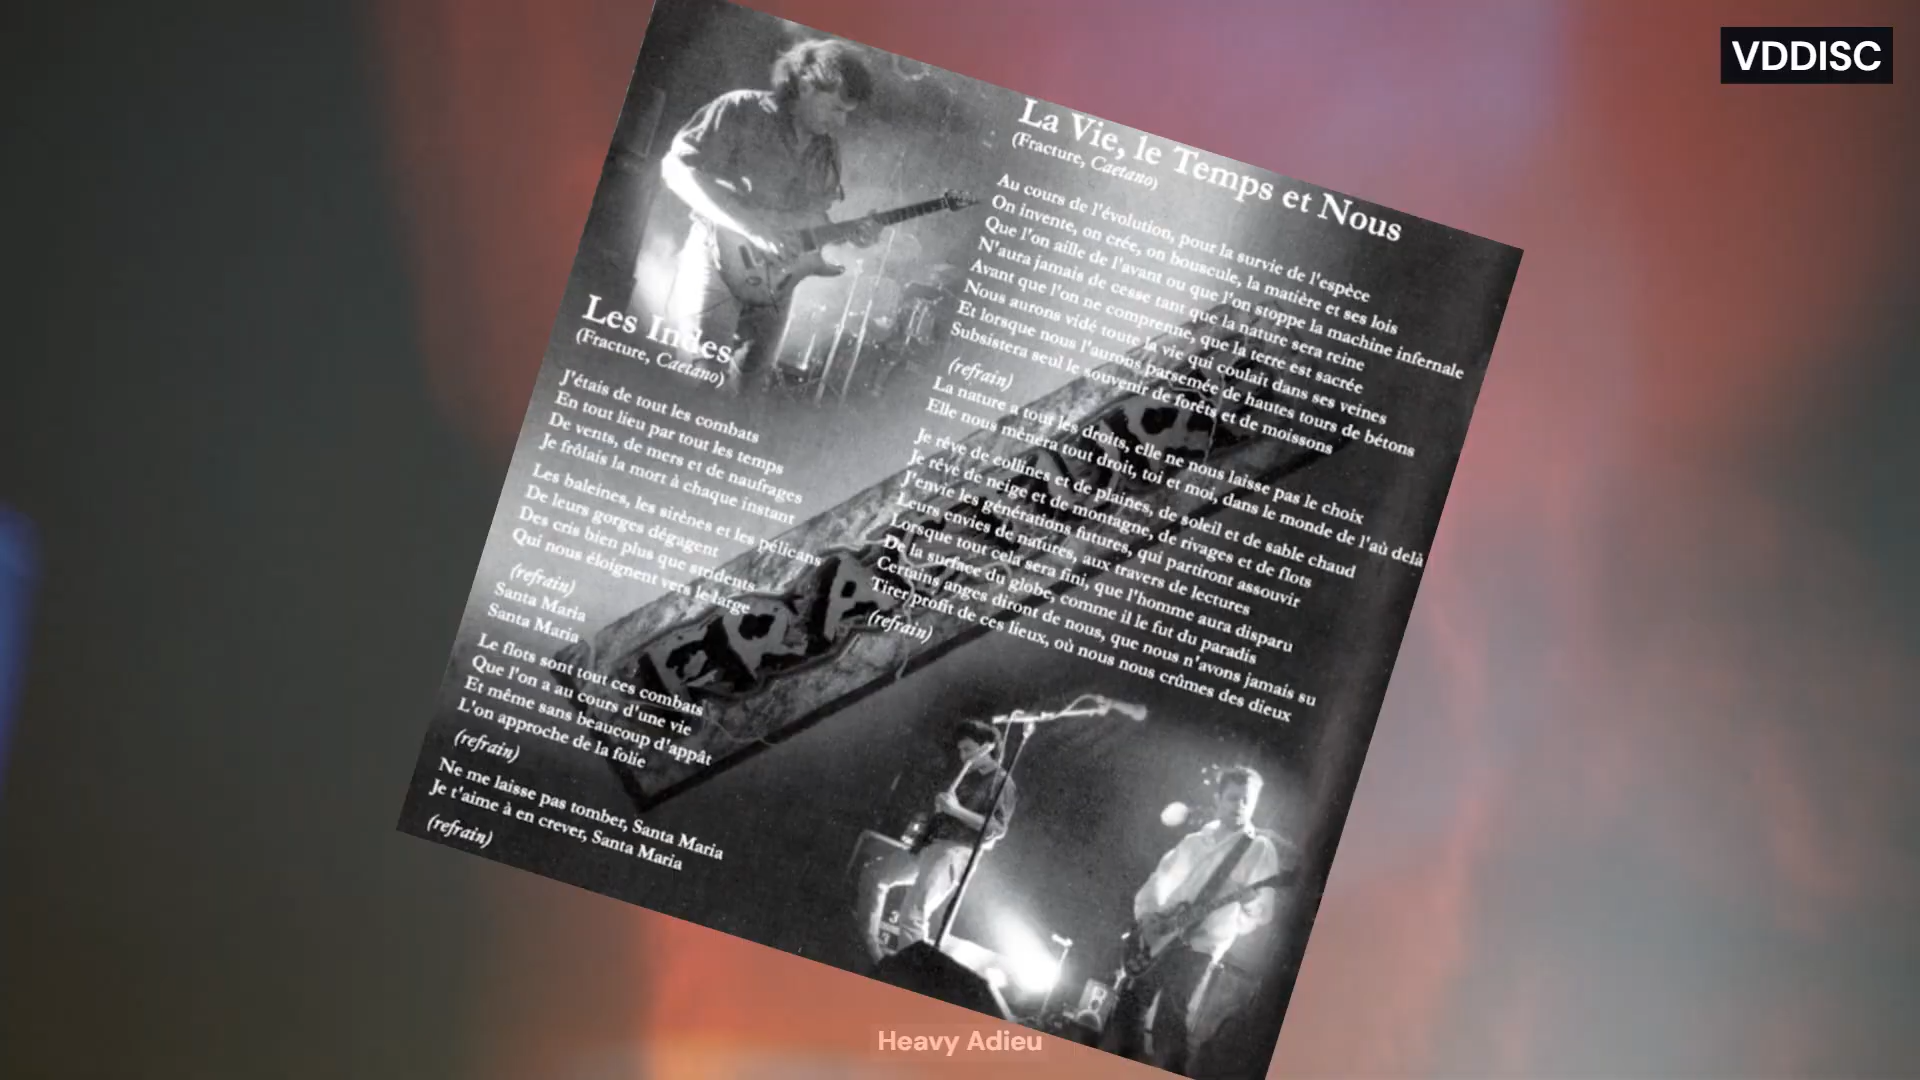 VDDISC
La Vie, le Temps et Nous
(Fracture, Caetano)
Au cours de l'évolution, pour la survie de l'espèce
On invente, on crée, on bouscule, la matière et ses lois
Que l'on aille de l'avant ou que l'on stoppe la machine infernale
N'aura jamais de cesse tant que la nature sera reine
Avant que l'on ne comprenne, que la terre est sacrée
Nous aurons vidé toute la vie qui coulait dans ses veines
Et lorsque nous l'aurons parsemée de hautes tours de bétons
Subsistera seul le souvenir de forêts et de moissons
(refrain)
La nature a tout les droits, elle ne nous laisse pas le choix
Elle nous mènera tout droit, toi et moi, dans le monde de l'aù delà
Je rêve de collines et de plaines, de soleil et de sable chaud
Je rêve de neige et de montagne, de rivages et de flots
J'envie les générations futures, qui partiront assouvir
Leurs envies de natures, aux travers de lectures
Lorsque tout cela sera fini, que l'homme aura disparu
De la surface du globe, comme il le fut du paradis
Certains anges diront de nous, que nous n'avons jamais su
Tirer profit de ces lieux, où nous nous crûmes des dieux
(refrain)
Les Indes
(Fracture, Caetano)
J'étais de tout les combats
En tout lieu par tout les temps
De vents, de mers et de naufrages
Je frôlais la mort à chaque instant
Les baleines, les sirènes et les pélicans
De leurs gorges dégagent
Des cris bien plus que stridents
Qui nous éloignent vers le large
(refrain)
Santa Maria
Santa Maria
Le flots sont tout ces combats
Que l'on a au cours d'une vie
Et même sans beaucoup d'appât
L'on approche de la folie
(refrain)
Ne me laisse pas tomber, Santa Maria
Je t'aime à en crever, Santa Maria
(refrain)
FRACTURE
Heavy Adieu